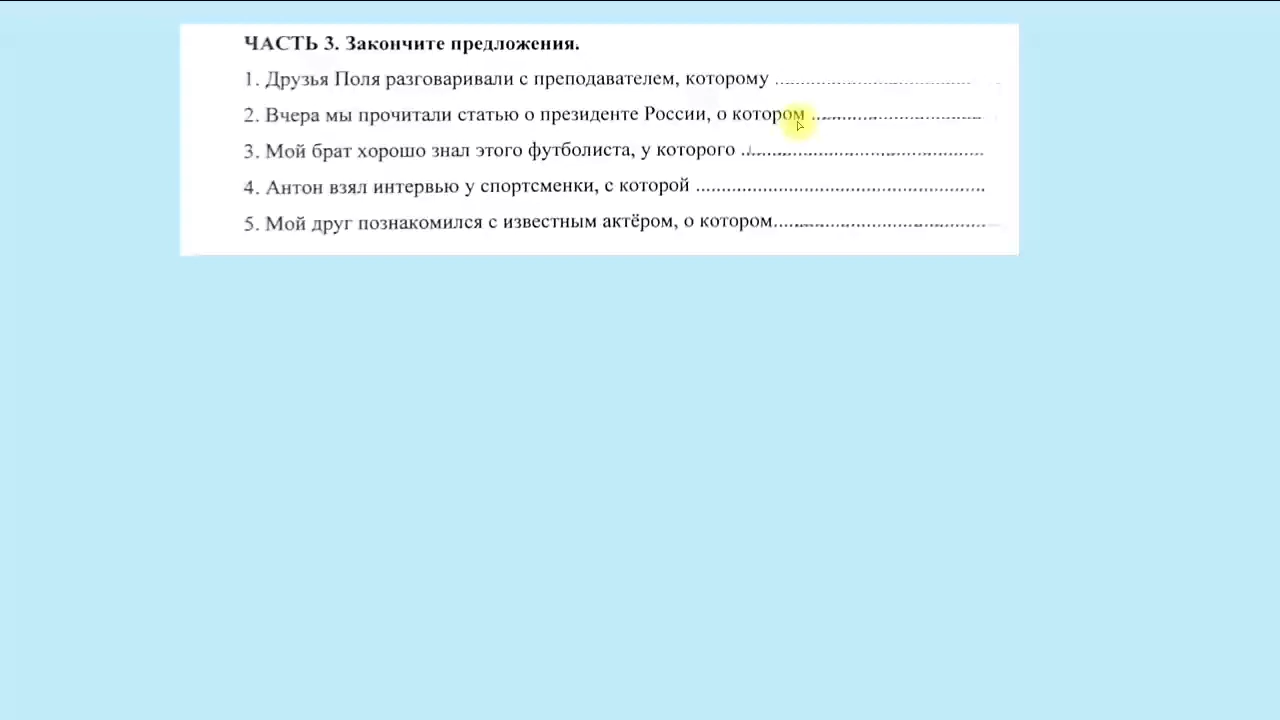 ЧАСТЬ 3. Закончите предложения.
1. Друзья Поля разговаривали с преподавателем, которому ........................................
2. Вчера мы прочитали статью о президенте России, о котором ...................................
3. Мой брат хорошо знал этого футболиста, у которого ................................................
4. Антон взял интервью у спортсменки, с которой ........................................................
5. Мой друг познакомился с известным актёром, о котором..........................................